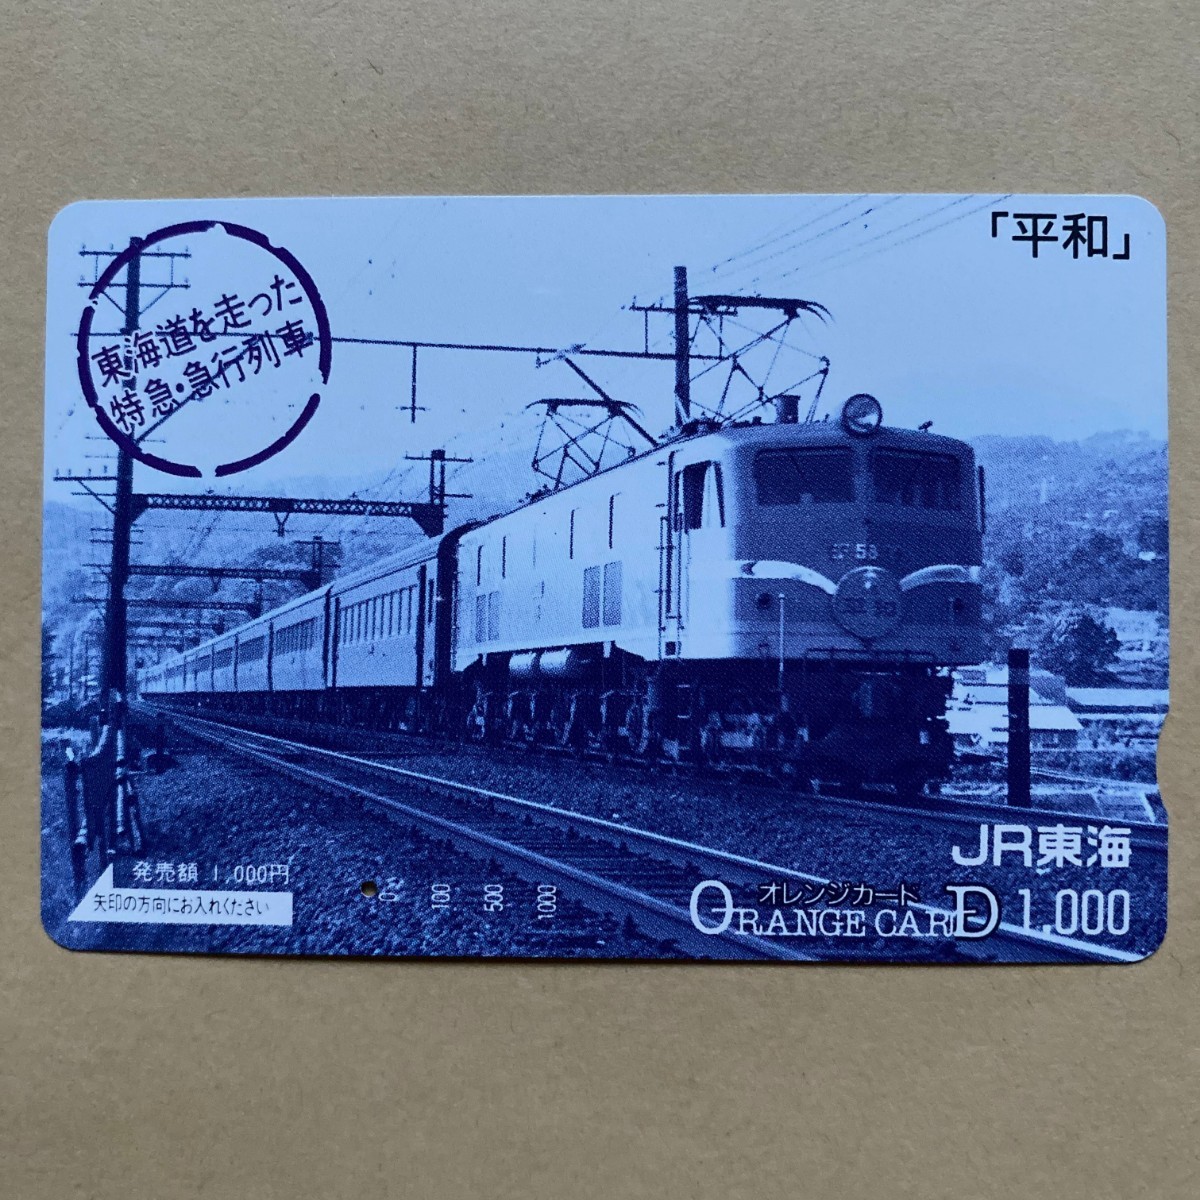 「平和」
東海道を走った
特急・急行列車
58
JR東海
発売額 1,000円
矢印の方向にお入れください
0 100 500 1000
オレンジカード
ORANGE CARD 1,000